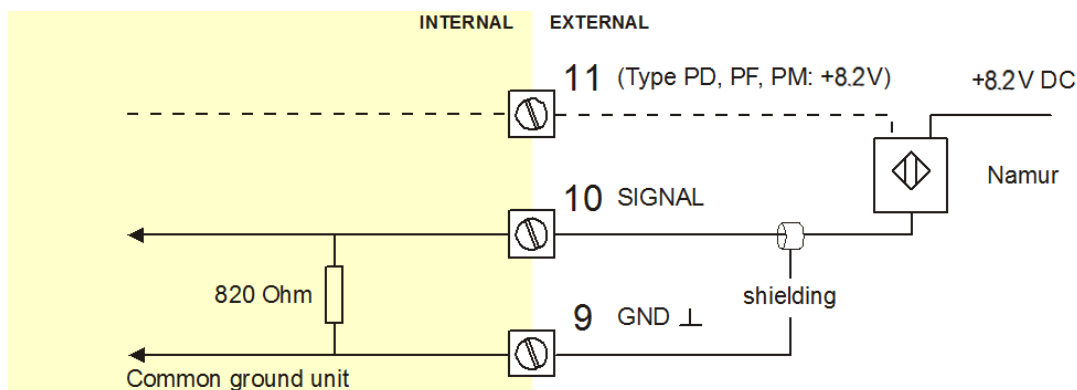 INTERNAL EXTERNAL
11 (Type PD, PF, PM: +8.2V) +8.2V DC
Namur
10 SIGNAL
820 Ohm
shielding
9 GND ⊥
Common ground unit